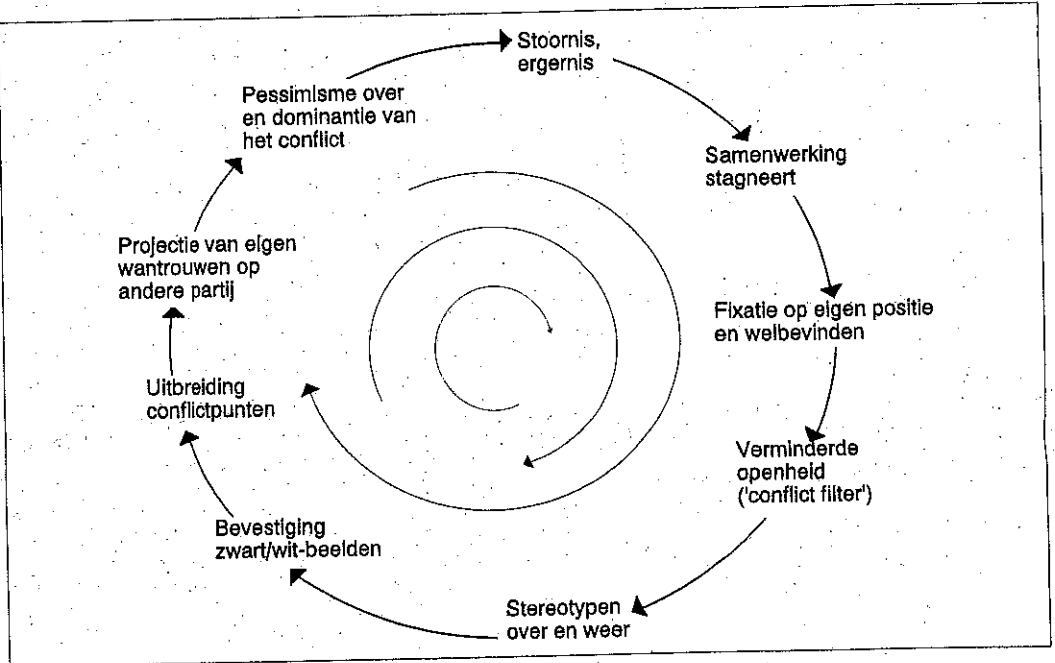 Stoornis,
ergernis
Samenwerking
stagneert
Fixatie op eigen positie
en welbevinden
Verminderde
openheid
('conflict filter')
Stereotypen
over en weer
Bevestiging
zwart/wit-beelden
Uitbreiding
conflictpunten
Projectie van eigen
wantrouwen op
andere partij
Pessimisme over
en dominantie van
het conflict